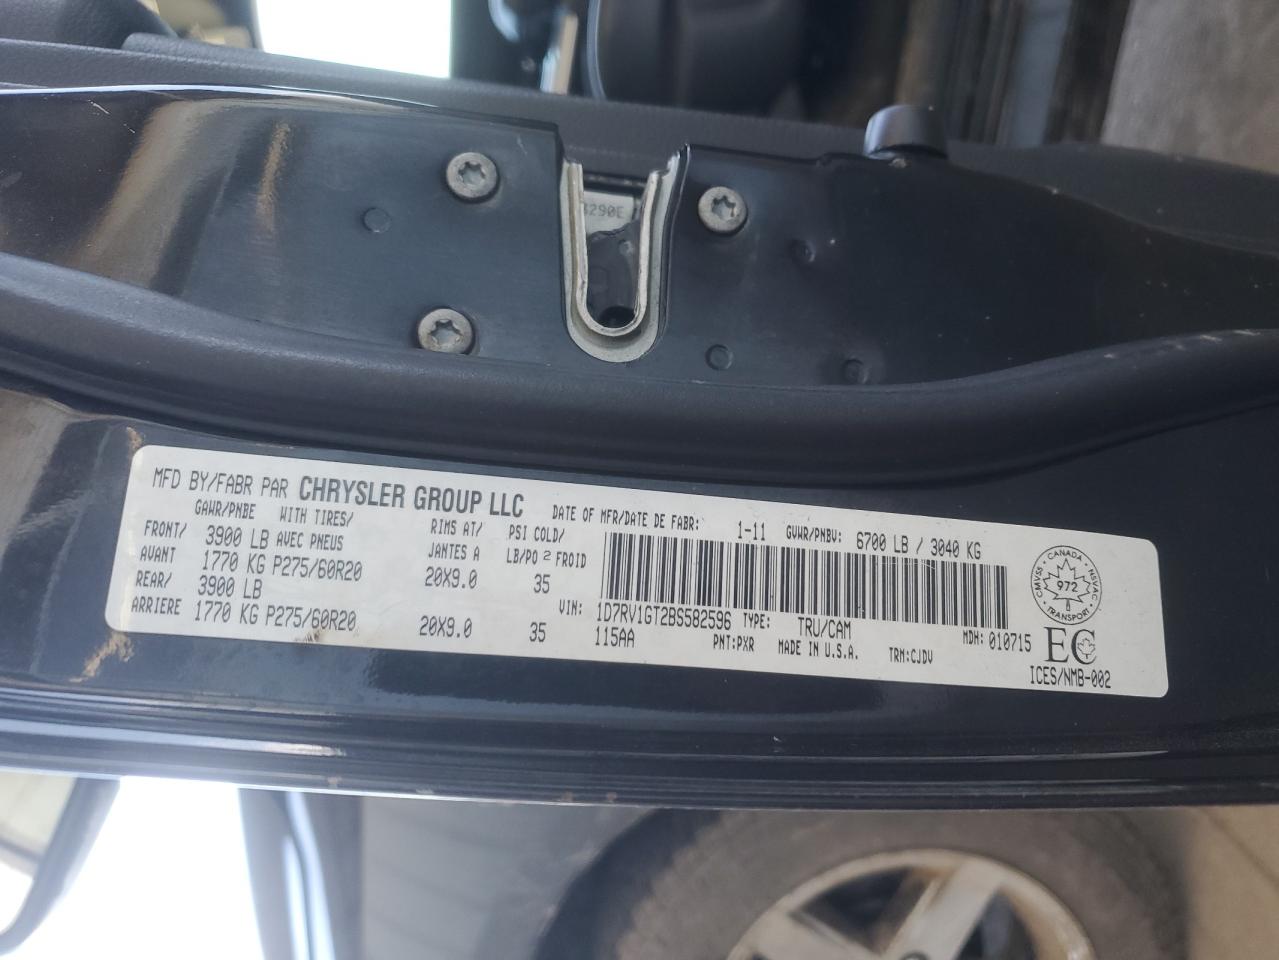 3290E
MFD BY/FABR PAR CHRYSLER GROUP LLC
DATE OF MFR/DATE DE FABR: 1-11 GVWR/PNBV: 6700 LB / 3040 KG
GAWR/PNBE WITH TIRES/ RIMS AT/ PSI COLD/
FRONT/ 3900 LB AVEC PNEUS JANTES A LB/PO 2 FROID
AVANT 1770 KG P275/60R20 20X9.0 35
REAR/ 3900 LB
ARRIERE 1770 KG P275/60R20 20X9.0 35
VIN: 1D7RV1GT2BS582596 TYPE: TRU/CAM MDH: 010715
115AA PNT:PXR MADE IN U.S.A. TRN:CJDV
CMVSS • CANADA • NSVAC
972
TRANSPORT
EC
ICES/NMB-002